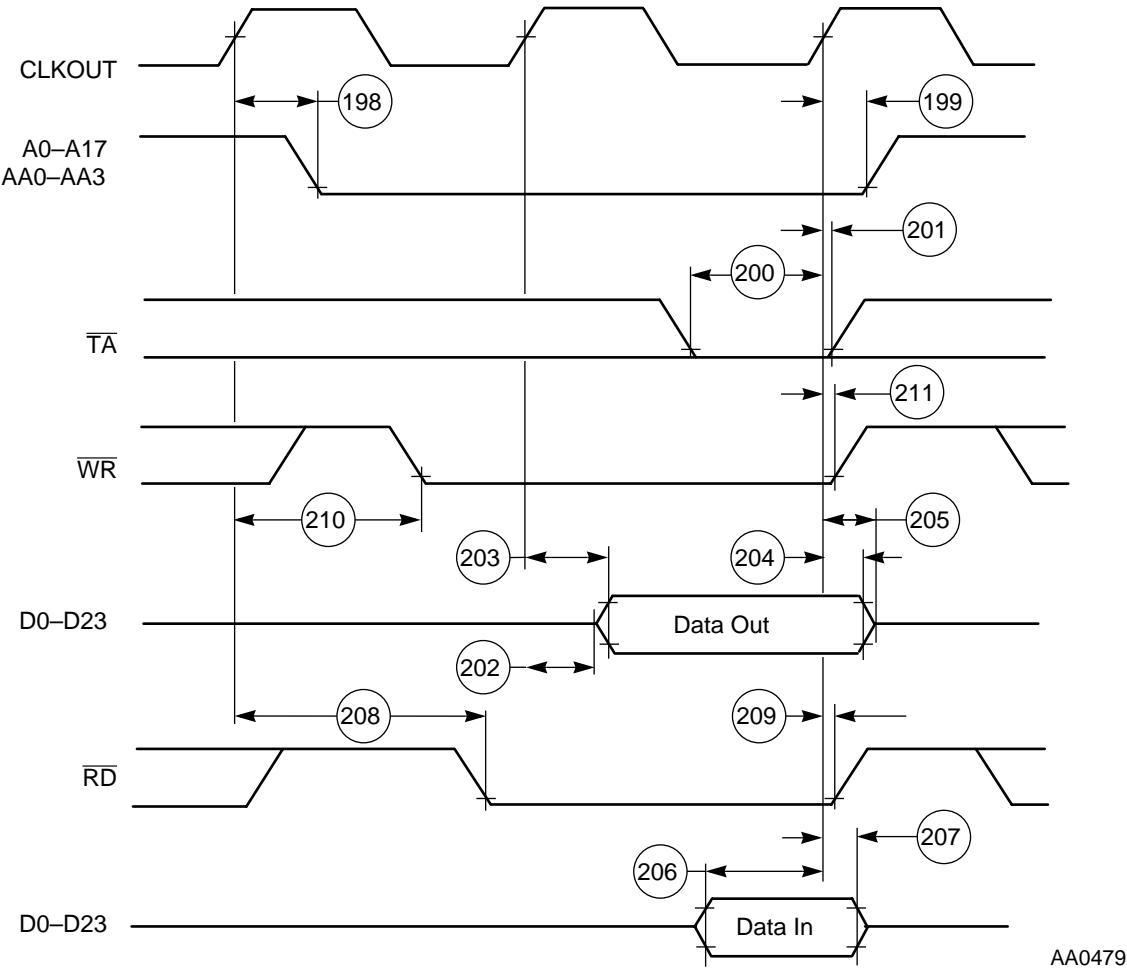 CLKOUT
198
199
A0–A17
AA0–AA3
201
200
TA
211
WR
210
205
203
204
D0–D23
Data Out
202
208
209
RD
207
206
D0–D23
Data In
AA0479